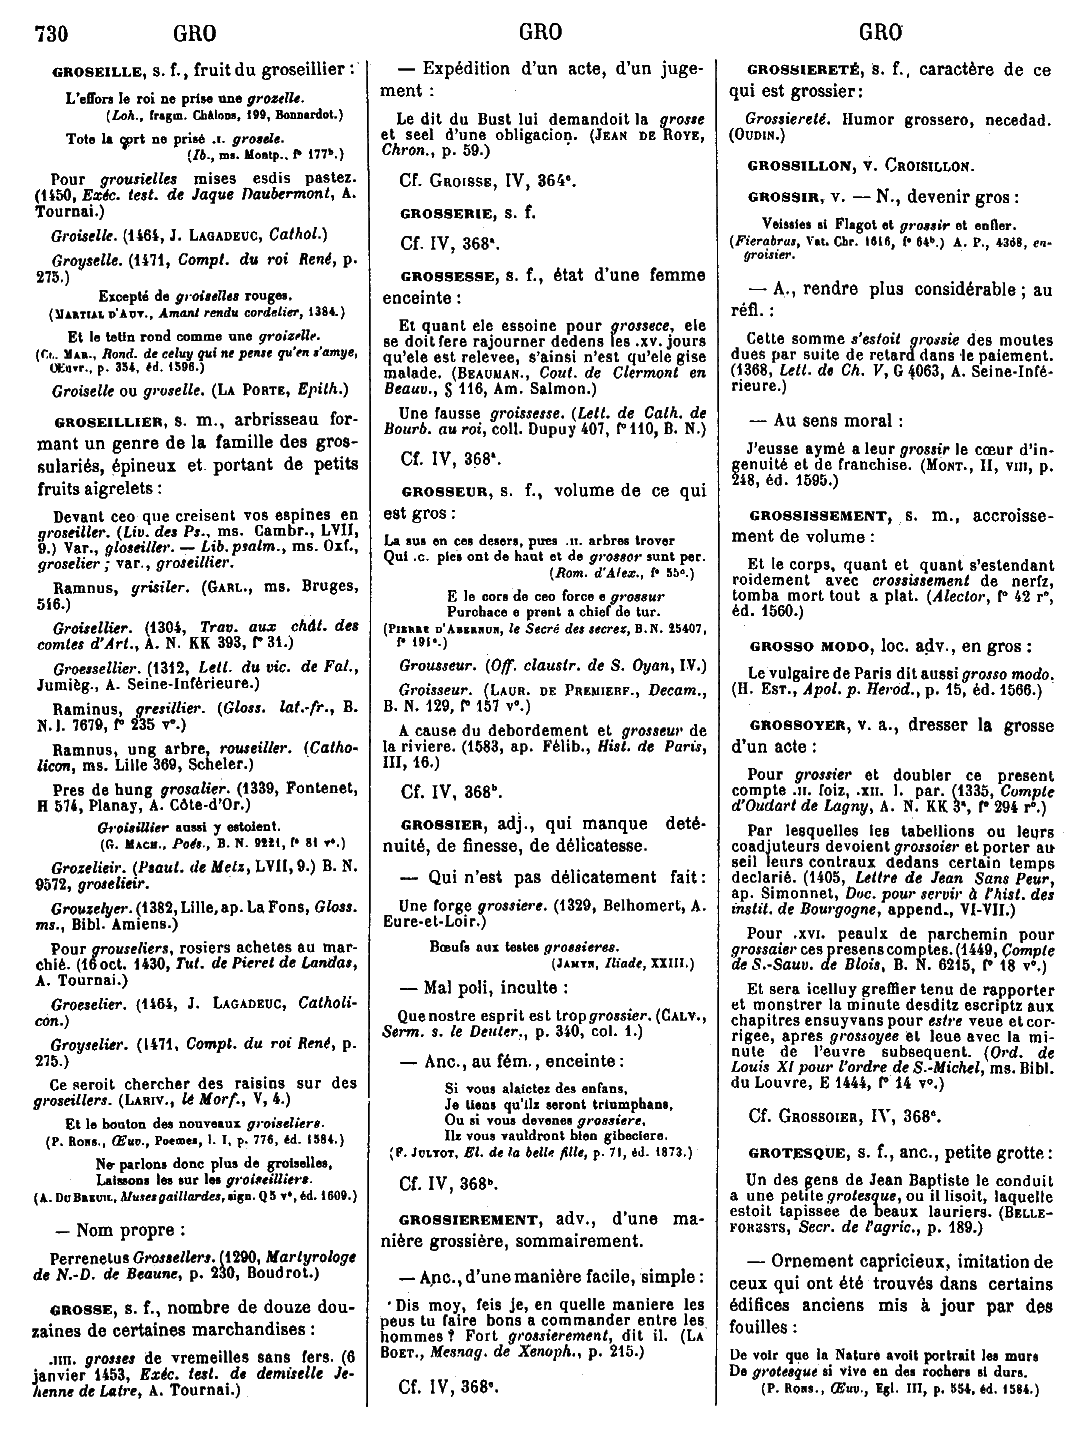 730 GRO GRO GRO
GROSEILLE, s. f., fruit du groseillier :
L'effors le roi ne prise une grozelle.
(Loh., fragm. Châlons, 199, Bonnardot.)
Tote la cort ne prisé .I. grosele.
(Ib., ms. Montp., f° 177ᵇ.)
Pour grousielles mises esdis pastez.
(1450, Exéc. test. de Jaque Daubermont, A.
Tournai.)
Groiselle. (1464, J. LAGADEUC, Cathol.)
Groyselle. (1471, Compt. du roi René, p.
275.)
Excepté de groiselles rouges.
(MARTIAL D'AUV., Amant rendu cordelier, 1384.)
Et le tetin rond comme une groizelle.
(CL. MAR., Rond. de celuy qui ne pense qu'en s'amye,
Œuvr., p. 354, éd. 1596.)
Groiselle ou groselle. (LA PORTE, Epith.)
GROSEILLIER, s. m., arbrisseau for-
mant un genre de la famille des gros-
sulariés, épineux et portant de petits
fruits aigrelets :
Devant ceo que creisent vos espines en
groseiller. (Liv. des Ps., ms. Cambr., LVII,
9.) Var., gloseiller. — Lib. psalm., ms. Oxf.,
groselier ; var., groseillier.
Ramnus, grisiler. (GARL., ms. Bruges,
516.)
Groisellier. (1304, Trav. aux chât. des
comtes d'Art., A. N. KK 393, f° 31.)
Groessellier. (1312, Lett. du vic. de Fal.,
Jumièg., A. Seine-Inférieure.)
Raminus, gresillier. (Gloss. lat.-fr., B.
N. l. 7679, f° 235 v°.)
Ramnus, ung arbre, rouseiller. (Catho-
licon, ms. Lille 369, Scheler.)
Pres de hung grosalier. (1339, Fontenet,
H 574, Planay, A. Côte-d'Or.)
Groisillier aussi y estoient.
(G. MACH., Poés., B. N. 9221, f° 81 v°.)
Grozelieir. (Psaut. de Metz, LVII, 9.) B. N.
9572, groselieir.
Grouzelyer. (1382, Lille, ap. La Fons, Gloss.
ms., Bibl. Amiens.)
Pour grouseliers, rosiers achetes au mar-
chié. (16 oct. 1430, Tut. de Pieret de Landas,
A. Tournai.)
Groeselier. (1464, J. LAGADEUC, Catholi-
con.)
Groyselier. (1471, Compt. du roi René, p.
275.)
Ce seroit chercher des raisins sur des
groseillers. (LARIV., le Morf., V, 4.)
Et le bouton des nouveaux groiseliers.
(P. RONS., Œuv., Poemes, l. I, p. 776, éd. 1584.)
Ne parlons donc plus de groiselles,
Laissons les sur les groiseilliers.
(A. DU BREUIL, Muses gaillardes, sign. Q5 v°, éd. 1609.)
— Nom propre :
Perrenetus Grossellers. (1290, Martyrologe
de N.-D. de Beaune, p. 230, Boudrot.)
GROSSE, s. f., nombre de douze dou-
zaines de certaines marchandises :
.IIII. grosses de vremeilles sans fers. (6
janvier 1453, Exéc. test. de demiselle Je-
henne de Latre, A. Tournai.)
— Expédition d'un acte, d'un juge-
ment :
Le dit du Bust lui demandoit la grosse
et seel d'une obligacion. (JEAN DE ROYE,
Chron., p. 59.)
Cf. GROISSE, IV, 364ᶜ.
GROSSERIE, s. f.
Cf. IV, 368ᵃ.
GROSSESSE, s. f., état d'une femme
enceinte :
Et quant ele essoine pour grossece, ele
se doit fere rajourner dedens les .XV. jours
qu'ele est relevee, s'ainsi n'est qu'ele gise
malade. (BEAUMAN., Cout. de Clermont en
Beauv., § 116, Am. Salmon.)
Une fausse groissesse. (Lett. de Cath. de
Bourb. au roi, coll. Dupuy 407, f° 110, B. N.)
Cf. IV, 368ᵃ.
GROSSEUR, s. f., volume de ce qui
est gros :
La sus en ces desers, pues .II. arbres trover
Qui .C. pies ont de haut et de grossor sunt per.
(Rom. d'Alex., f° 55ᶜ.)
E le cors de ceo force e grossur
Purchace e prent a chief de tur.
(PIERRE D'ABERNUN, le Secré des secrez, B. N. 25407,
f° 191ᵃ.)
Grousseur. (Off. claustr. de S. Oyan, IV.)
Groisseur. (LAUR. DE PREMIERF., Decam.,
B. N. 129, f° 157 v°.)
A cause du debordement et grosseur de
la riviere. (1583, ap. Félib., Hist. de Paris,
III, 16.)
Cf. IV, 368ᵇ.
GROSSIER, adj., qui manque de té-
nuité, de finesse, de délicatesse.
— Qui n'est pas délicatement fait :
Une forge grossiere. (1329, Belhomert, A.
Eure-et-Loir.)
Bœufs aux testes grossieres.
(JAMYN, Iliade, XXIII.)
— Mal poli, inculte :
Que nostre esprit est trop grossier. (CALV.,
Serm. s. le Deuter., p. 340, col. 1.)
— Anc., au fém., enceinte :
Si vous alaictez des enfans,
Je tiens qu'ilz seront triumphans,
Ou si vous devenes grossiere,
Ilz vous vauldront bien gibeciere.
(F. JULYOT, El. de la belle fille, p. 71, éd. 1873.)
Cf. IV, 368ᵇ.
GROSSIEREMENT, adv., d'une ma-
nière grossière, sommairement.
— Anc., d'une manière facile, simple :
Dis moy, feis je, en quelle maniere les
peus tu faire bons a commander entre les
hommes ? Fort grossierement, dit il. (LA
BOET., Mesnag. de Xenoph., p. 215.)
Cf. IV, 368ᶜ.
GROSSIERETÉ, s. f., caractère de ce
qui est grossier :
Grossiereté. Humor grossero, necedad.
(OUDIN.)
GROSSILLON, v. CROISILLON.
GROSSIR, v. — N., devenir gros :
Veissies si Flagot et grossir et enfler.
(Fierabras, Vat. Chr. 1616, f° 64ᵇ.) A. P., 4368, en-
groisier.
— A., rendre plus considérable ; au
réfl. :
Cette somme s'estoit grossie des moutes
dues par suite de retard dans le paiement.
(1368, Lett. de Ch. V, G 4063, A. Seine-Infé-
rieure.)
— Au sens moral :
J'eusse aymé a leur grossir le cœur d'in-
genuité et de franchise. (MONT., II, VIII, p.
248, éd. 1595.)
GROSSISSEMENT, s. m., accroisse-
ment de volume :
Et le corps, quant et quant s'estendant
roidement avec crossissement de nerfz,
tomba mort tout a plat. (Alector, f° 42 r°,
éd. 1560.)
GROSSO MODO, loc. adv., en gros :
Le vulgaire de Paris dit aussi grosso modo.
(H. EST., Apol. p. Herod., p. 15, éd. 1566.)
GROSSOYER, v. a., dresser la grosse
d'un acte :
Pour grossier et doubler ce present
compte .II. foiz, .XII. l. par. (1335, Compte
d'Oudart de Lagny, A. N. KK 3ᵃ, f° 294 r°.)
Par lesquelles les tabellions ou leurs
coadjuteurs devoient grossoier et porter au
seil leurs contraux dedans certain temps
declarié. (1405, Lettre de Jean Sans Peur,
ap. Simonnet, Doc. pour servir à l'hist. des
instit. de Bourgogne, append., VI-VII.)
Pour .XVI. peaulx de parchemin pour
grossaier ces presens comptes. (1449, Compte
de S.-Sauv. de Blois, B. N. 6215, f° 18 v°.)
Et sera icelluy greffier tenu de rapporter
et monstrer la minute desditz escriptz aux
chapitres ensuyvans pour estre veue et cor-
rigee, apres grossoyee et leue avec la mi-
nute de l'euvre subsequent. (Ord. de
Louis XI pour l'ordre de S.-Michel, ms. Bibl.
du Louvre, E 1444, f° 14 v°.)
Cf. GROSSOIER, IV, 368ᶜ.
GROTESQUE, s. f., anc., petite grotte :
Un des gens de Jean Baptiste le conduit
a une petite grotesque, ou il lisoit, laquelle
estoit tapissee de beaux lauriers. (BELLE-
FORESTS, Secr. de l'agric., p. 189.)
— Ornement capricieux, imitation de
ceux qui ont été trouvés dans certains
édifices anciens mis à jour par des
fouilles :
De voir que la Nature avoit portrait les murs
De grotesque si vive en des rochers si durs.
(P. RONS., Œuv., Egl. III, p. 554, éd. 1584.)